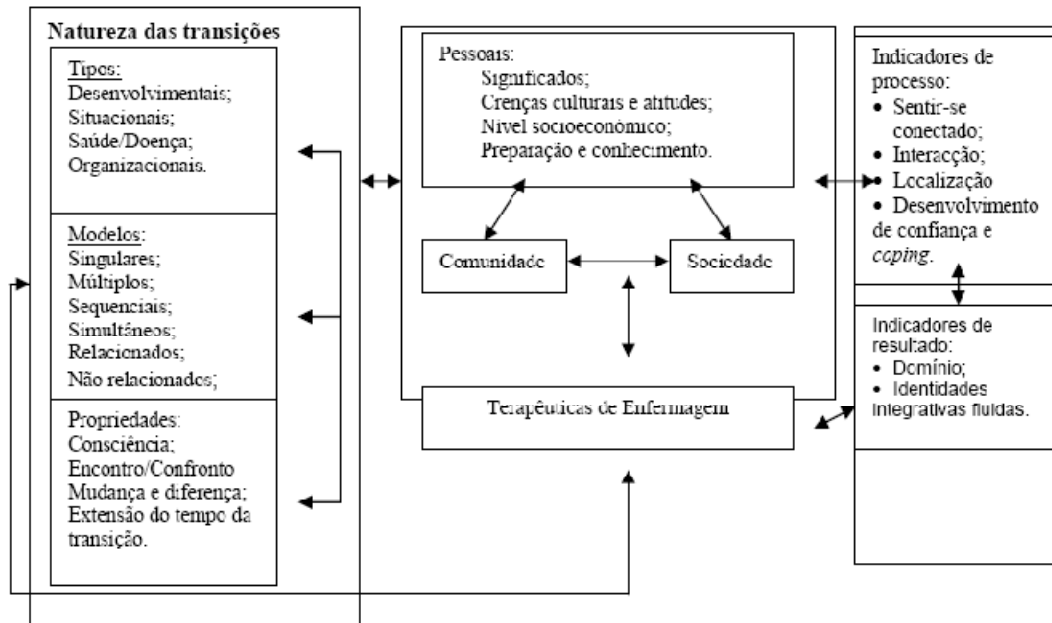 Natureza das transições
Tipos:
Desenvolvimentais;
Situacionais;
Saúde/Doença;
Organizacionais.
Modelos:
Singulares;
Múltiplos;
Sequenciais;
Simultâneos;
Relacionados;
Não relacionados;
Propriedades:
Consciência;
Encontro/Confronto
Mudança e diferença;
Extensão do tempo da
transição.
Pessoais:
Significados;
Crenças culturais e atitudes;
Nível socioeconómico;
Preparação e conhecimento.
Comunidade
Sociedade
Terapêuticas de Enfermagem
Indicadores de
processo:
• Sentir-se
conectado;
• Interacção;
• Localização
• Desenvolvimento
de confiança e
coping.
Indicadores de
resultado:
• Domínio;
• Identidades
integrativas fluidas.